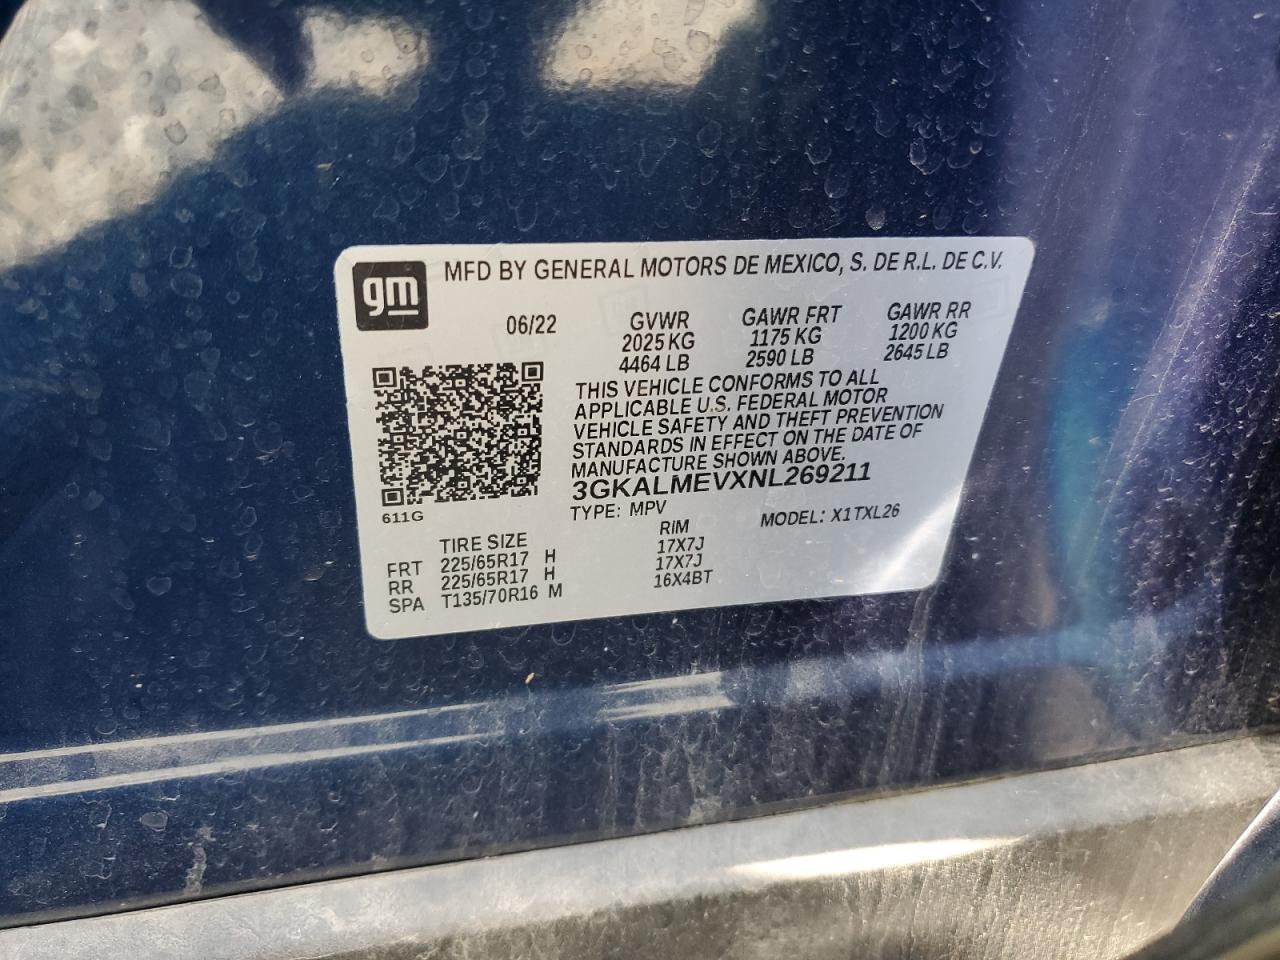 gm
MFD BY GENERAL MOTORS DE MEXICO, S. DE R.L. DE C.V.
06/22 GVWR GAWR FRT GAWR RR
2025 KG 1175 KG 1200 KG
4464 LB 2590 LB 2645 LB
THIS VEHICLE CONFORMS TO ALL
APPLICABLE U.S. FEDERAL MOTOR
VEHICLE SAFETY AND THEFT PREVENTION
STANDARDS IN EFFECT ON THE DATE OF
MANUFACTURE SHOWN ABOVE.
3GKALMEVXNL269211
611G
TYPE: MPV MODEL: X1TXL26
TIRE SIZE RIM
FRT 225/65R17 H 17X7J
RR 225/65R17 H 17X7J
SPA T135/70R16 M 16X4BT